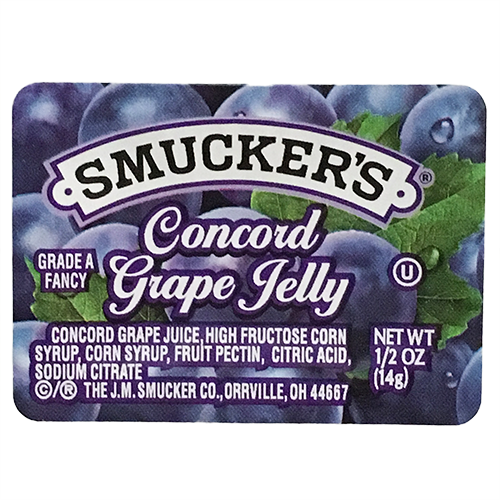 SMUCKER'S®
Concord
Grape Jelly
GRADE A
FANCY
U
CONCORD GRAPE JUICE, HIGH FRUCTOSE CORN
SYRUP, CORN SYRUP, FRUIT PECTIN, CITRIC ACID,
SODIUM CITRATE
©/® THE J.M. SMUCKER CO., ORRVILLE, OH 44667
NET WT
1/2 OZ
(14g)